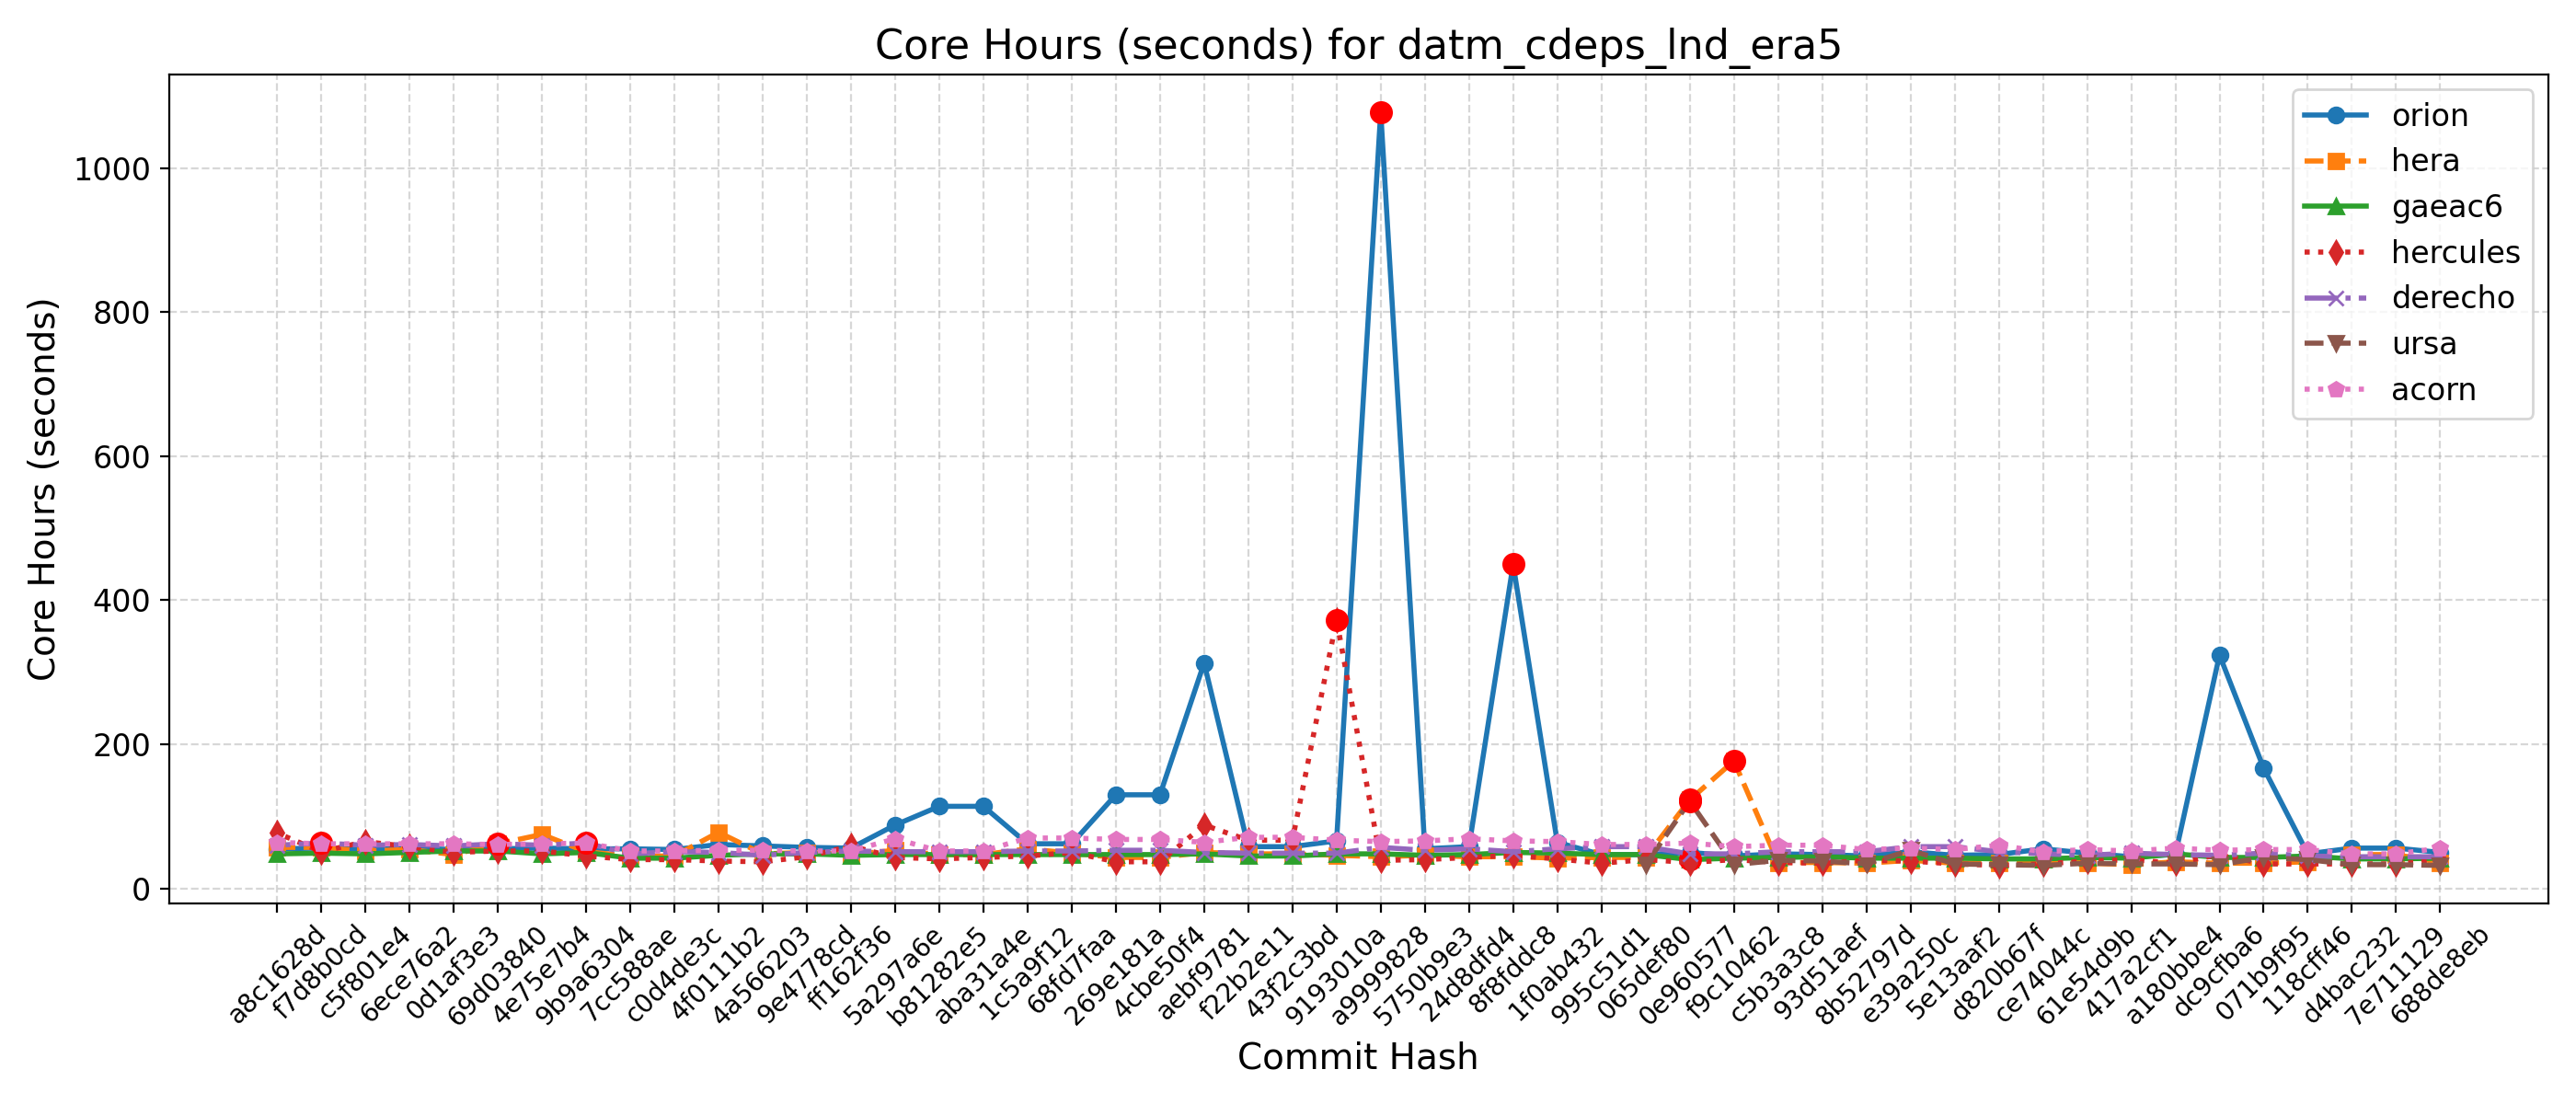 Core Hours (seconds) for datm_cdeps_lnd_era5
Core Hours (seconds)
1000
800
600
400
200
0
orion
hera
gaeac6
hercules
derecho
ursa
acorn
a8c1628d
f7d8b0cd
c5f801e4
6ece76a2
0d1af3e3
69d03840
4e75e7b4
9b9a6304
7cc588ae
c0d4de3c
4f0111b2
4a566203
9e4778cd
ff162f36
5a297a6e
b81282e5
aba31a4e
1c5a9f12
68fd7faa
269e181a
4cbe50f4
aebf9781
f22b2e11
43f2c3bd
9193010a
a9999828
5750b9e3
24d8dfd4
8f8fddc8
1f0ab432
995c51d1
065def80
0e960577
f9c10462
c5b3a3c8
93d51aef
8b52797d
e39a250c
5e13aaf2
d820b67f
ce74044c
61e54d9b
417a2cf1
a180bbe4
dc9cfba6
071b9f95
118cff46
d4bac232
7e711129
688de8eb
Commit Hash